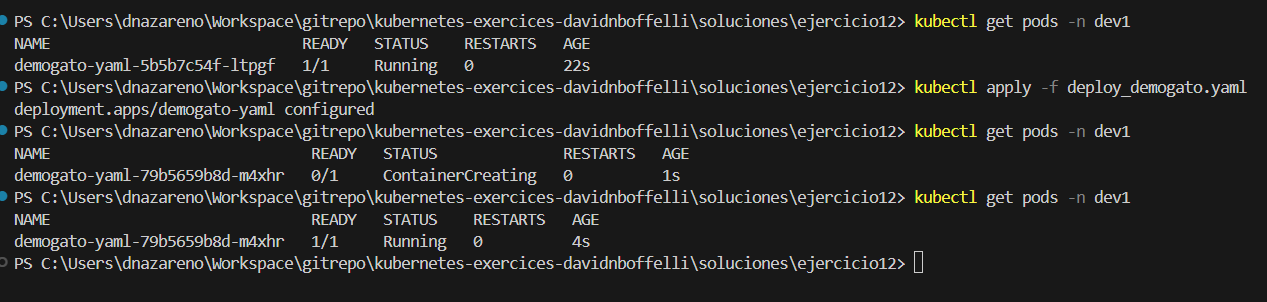 PS C:\Users\dnazareno\Workspace\gitrepo\kubernetes-exercices-davidnboffelli\soluciones\ejercicio12> kubectl get pods -n dev1
NAME                             READY   STATUS    RESTARTS   AGE
demogato-yaml-5b5b7c54f-ltpgf   1/1     Running   0          22s
PS C:\Users\dnazareno\Workspace\gitrepo\kubernetes-exercices-davidnboffelli\soluciones\ejercicio12> kubectl apply -f deploy_demogato.yaml
deployment.apps/demogato-yaml configured
PS C:\Users\dnazareno\Workspace\gitrepo\kubernetes-exercices-davidnboffelli\soluciones\ejercicio12> kubectl get pods -n dev1
NAME                             READY   STATUS              RESTARTS   AGE
demogato-yaml-79b5659b8d-m4xhr   0/1     ContainerCreating   0          1s
PS C:\Users\dnazareno\Workspace\gitrepo\kubernetes-exercices-davidnboffelli\soluciones\ejercicio12> kubectl get pods -n dev1
NAME                             READY   STATUS    RESTARTS   AGE
demogato-yaml-79b5659b8d-m4xhr   1/1     Running   0          4s
PS C:\Users\dnazareno\Workspace\gitrepo\kubernetes-exercices-davidnboffelli\soluciones\ejercicio12>